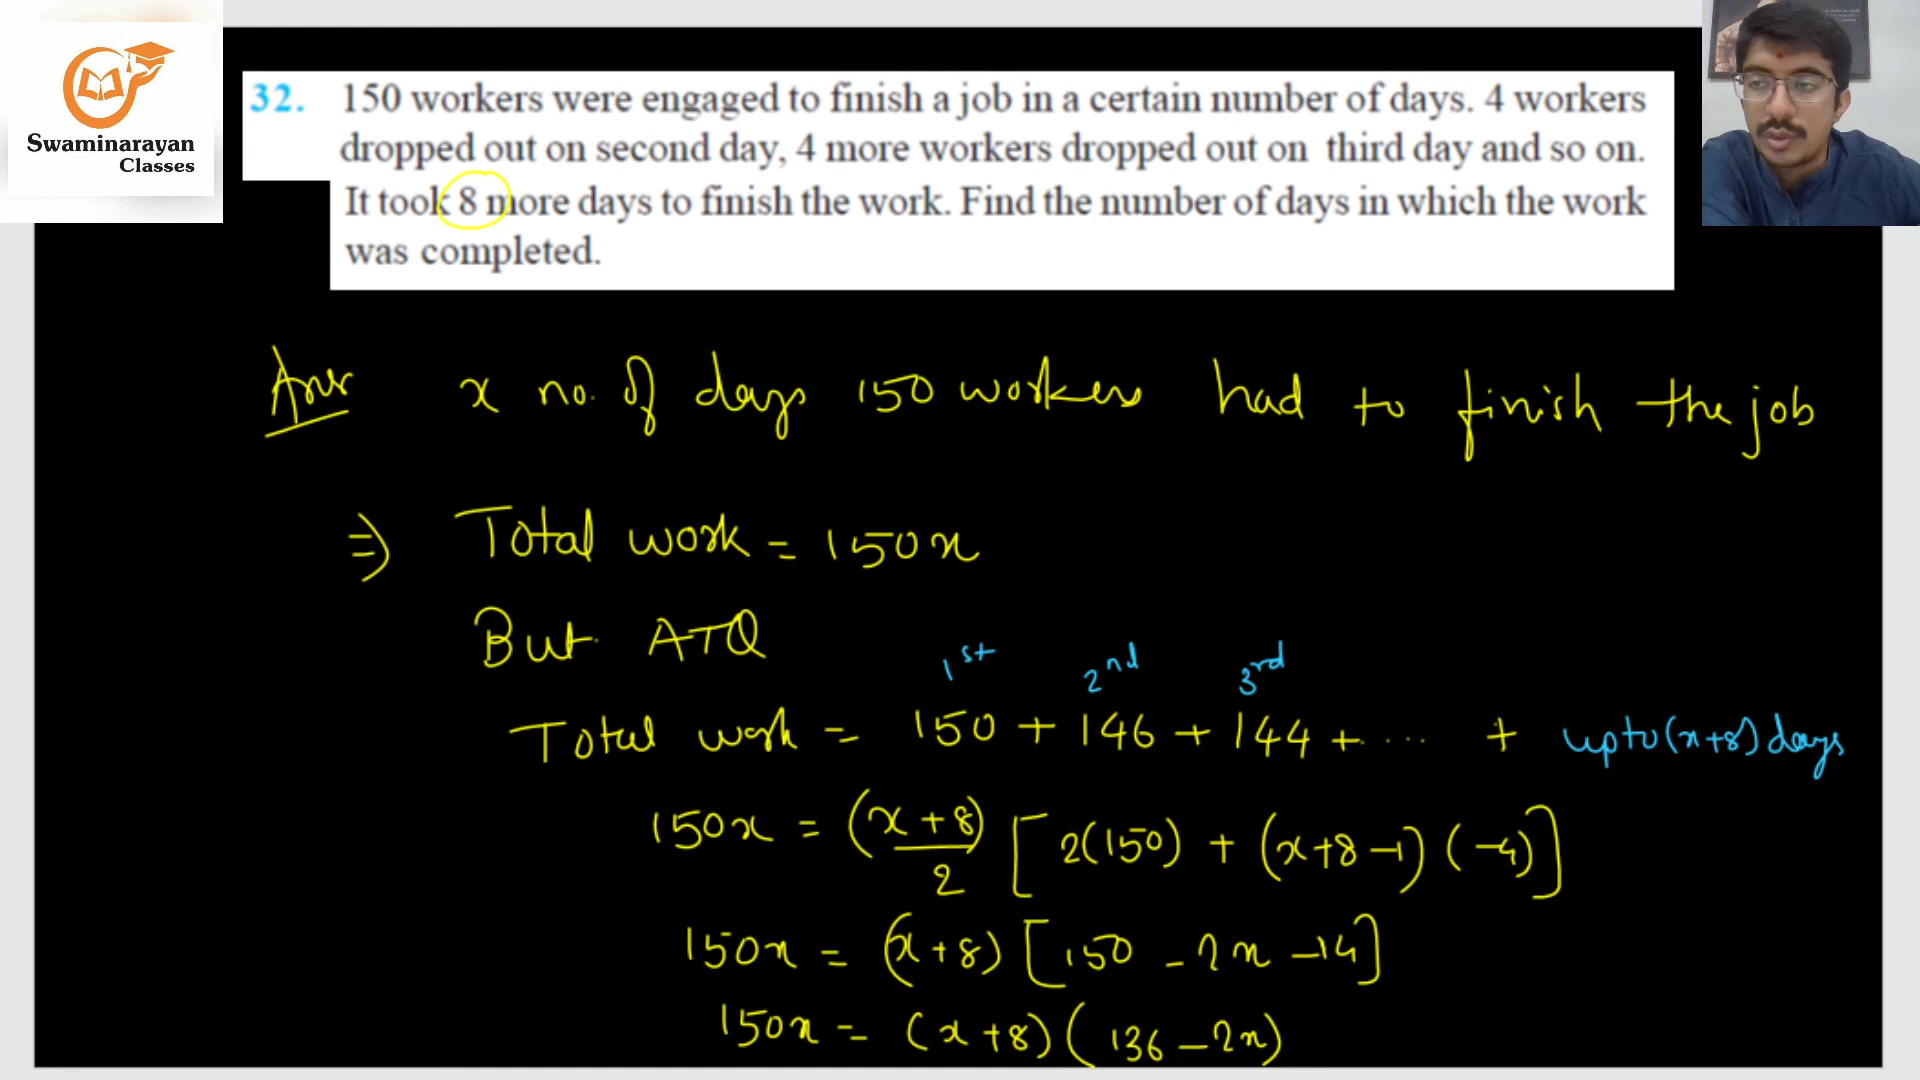 Swaminarayan
Classes
32. 150 workers were engaged to finish a job in a certain number of days. 4 workers
dropped out on second day, 4 more workers dropped out on third day and so on.
It took 8 more days to finish the work. Find the number of days in which the work
was completed.
Ans x no. of days 150 workers had to finish the job
⇒ Total work = 150x
But ATQ
1st 2nd 3rd
Total work = 150 + 146 + 144 + ... + upto (x+8) days
150x = (x+8)/2 [2(150) + (x+8-1)(-4)]
150x = (x+8) [150 - 2x - 14]
150x = (x+8)(136 - 2x)